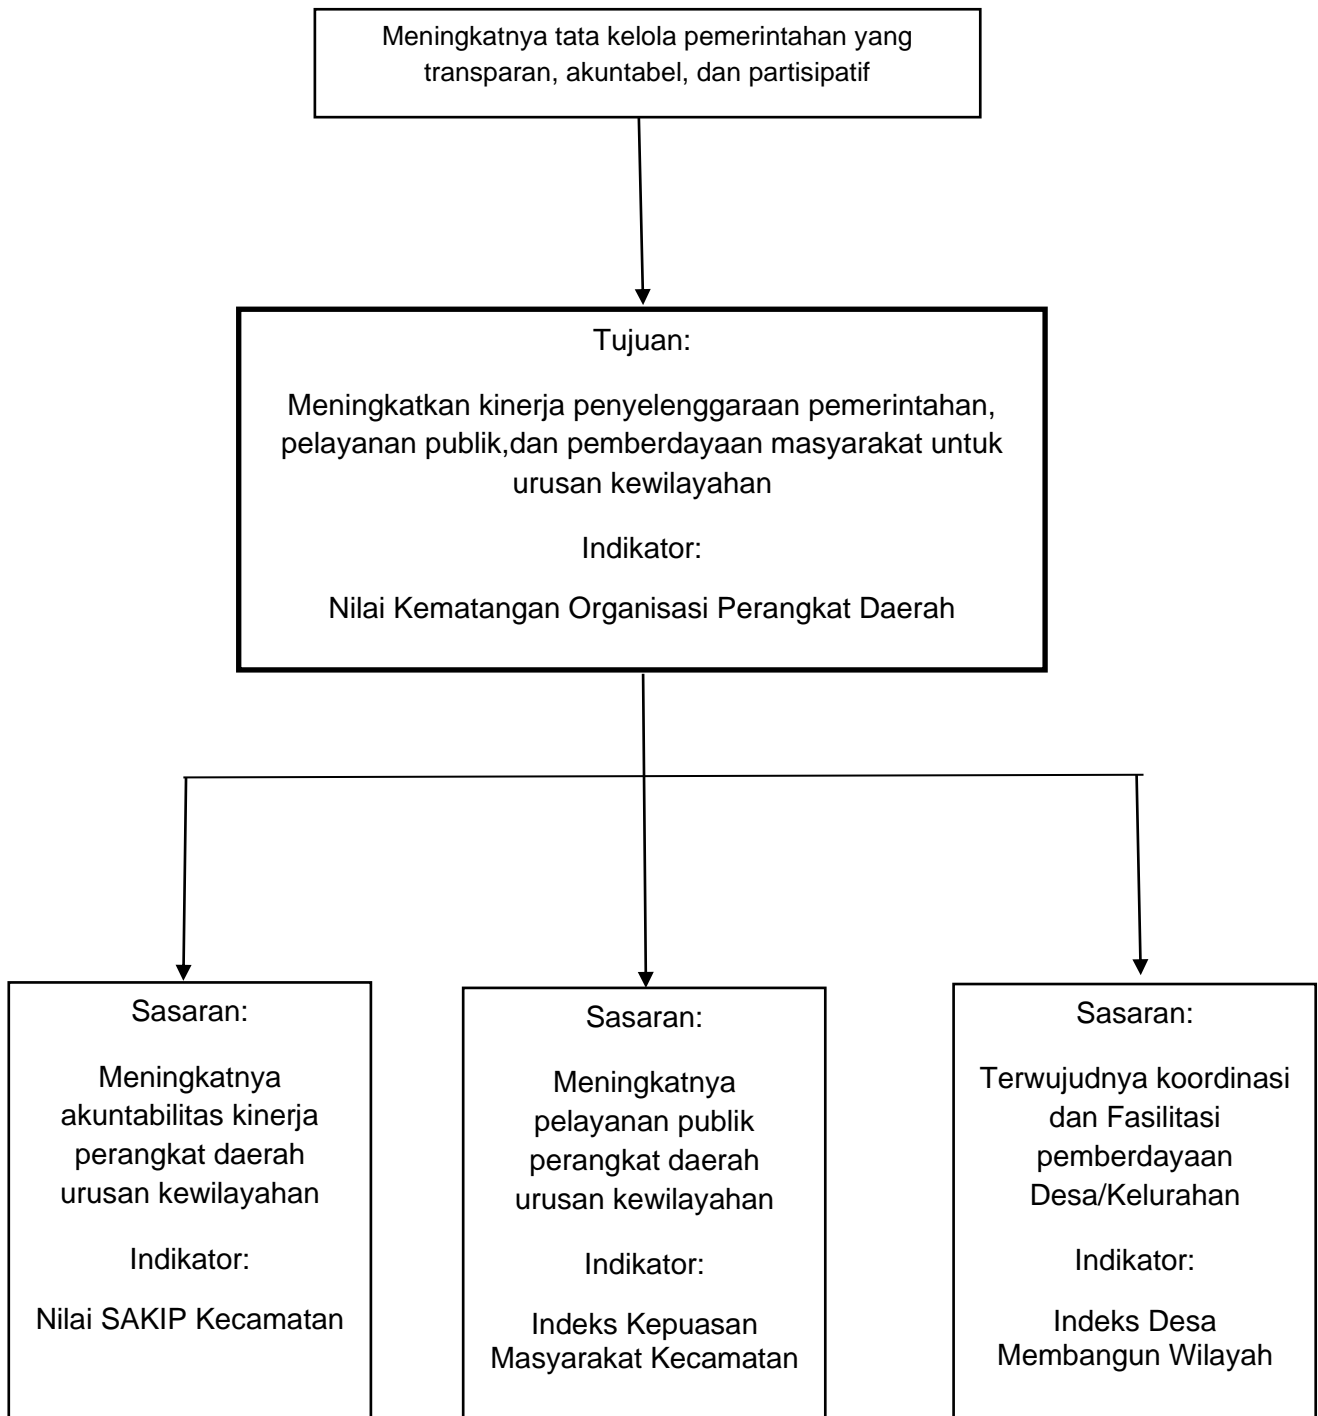 Meningkatnya tata kelola pemerintahan yang
transparan, akuntabel, dan partisipatif
Tujuan:
Meningkatkan kinerja penyelenggaraan pemerintahan,
pelayanan publik,dan pemberdayaan masyarakat untuk
urusan kewilayahan
Indikator:
Nilai Kematangan Organisasi Perangkat Daerah
Sasaran:
Meningkatnya
akuntabilitas kinerja
perangkat daerah
urusan kewilayahan
Indikator:
Nilai SAKIP Kecamatan
Sasaran:
Meningkatnya
pelayanan publik
perangkat daerah
urusan kewilayahan
Indikator:
Indeks Kepuasan
Masyarakat Kecamatan
Sasaran:
Terwujudnya koordinasi
dan Fasilitasi
pemberdayaan
Desa/Kelurahan
Indikator:
Indeks Desa
Membangun Wilayah